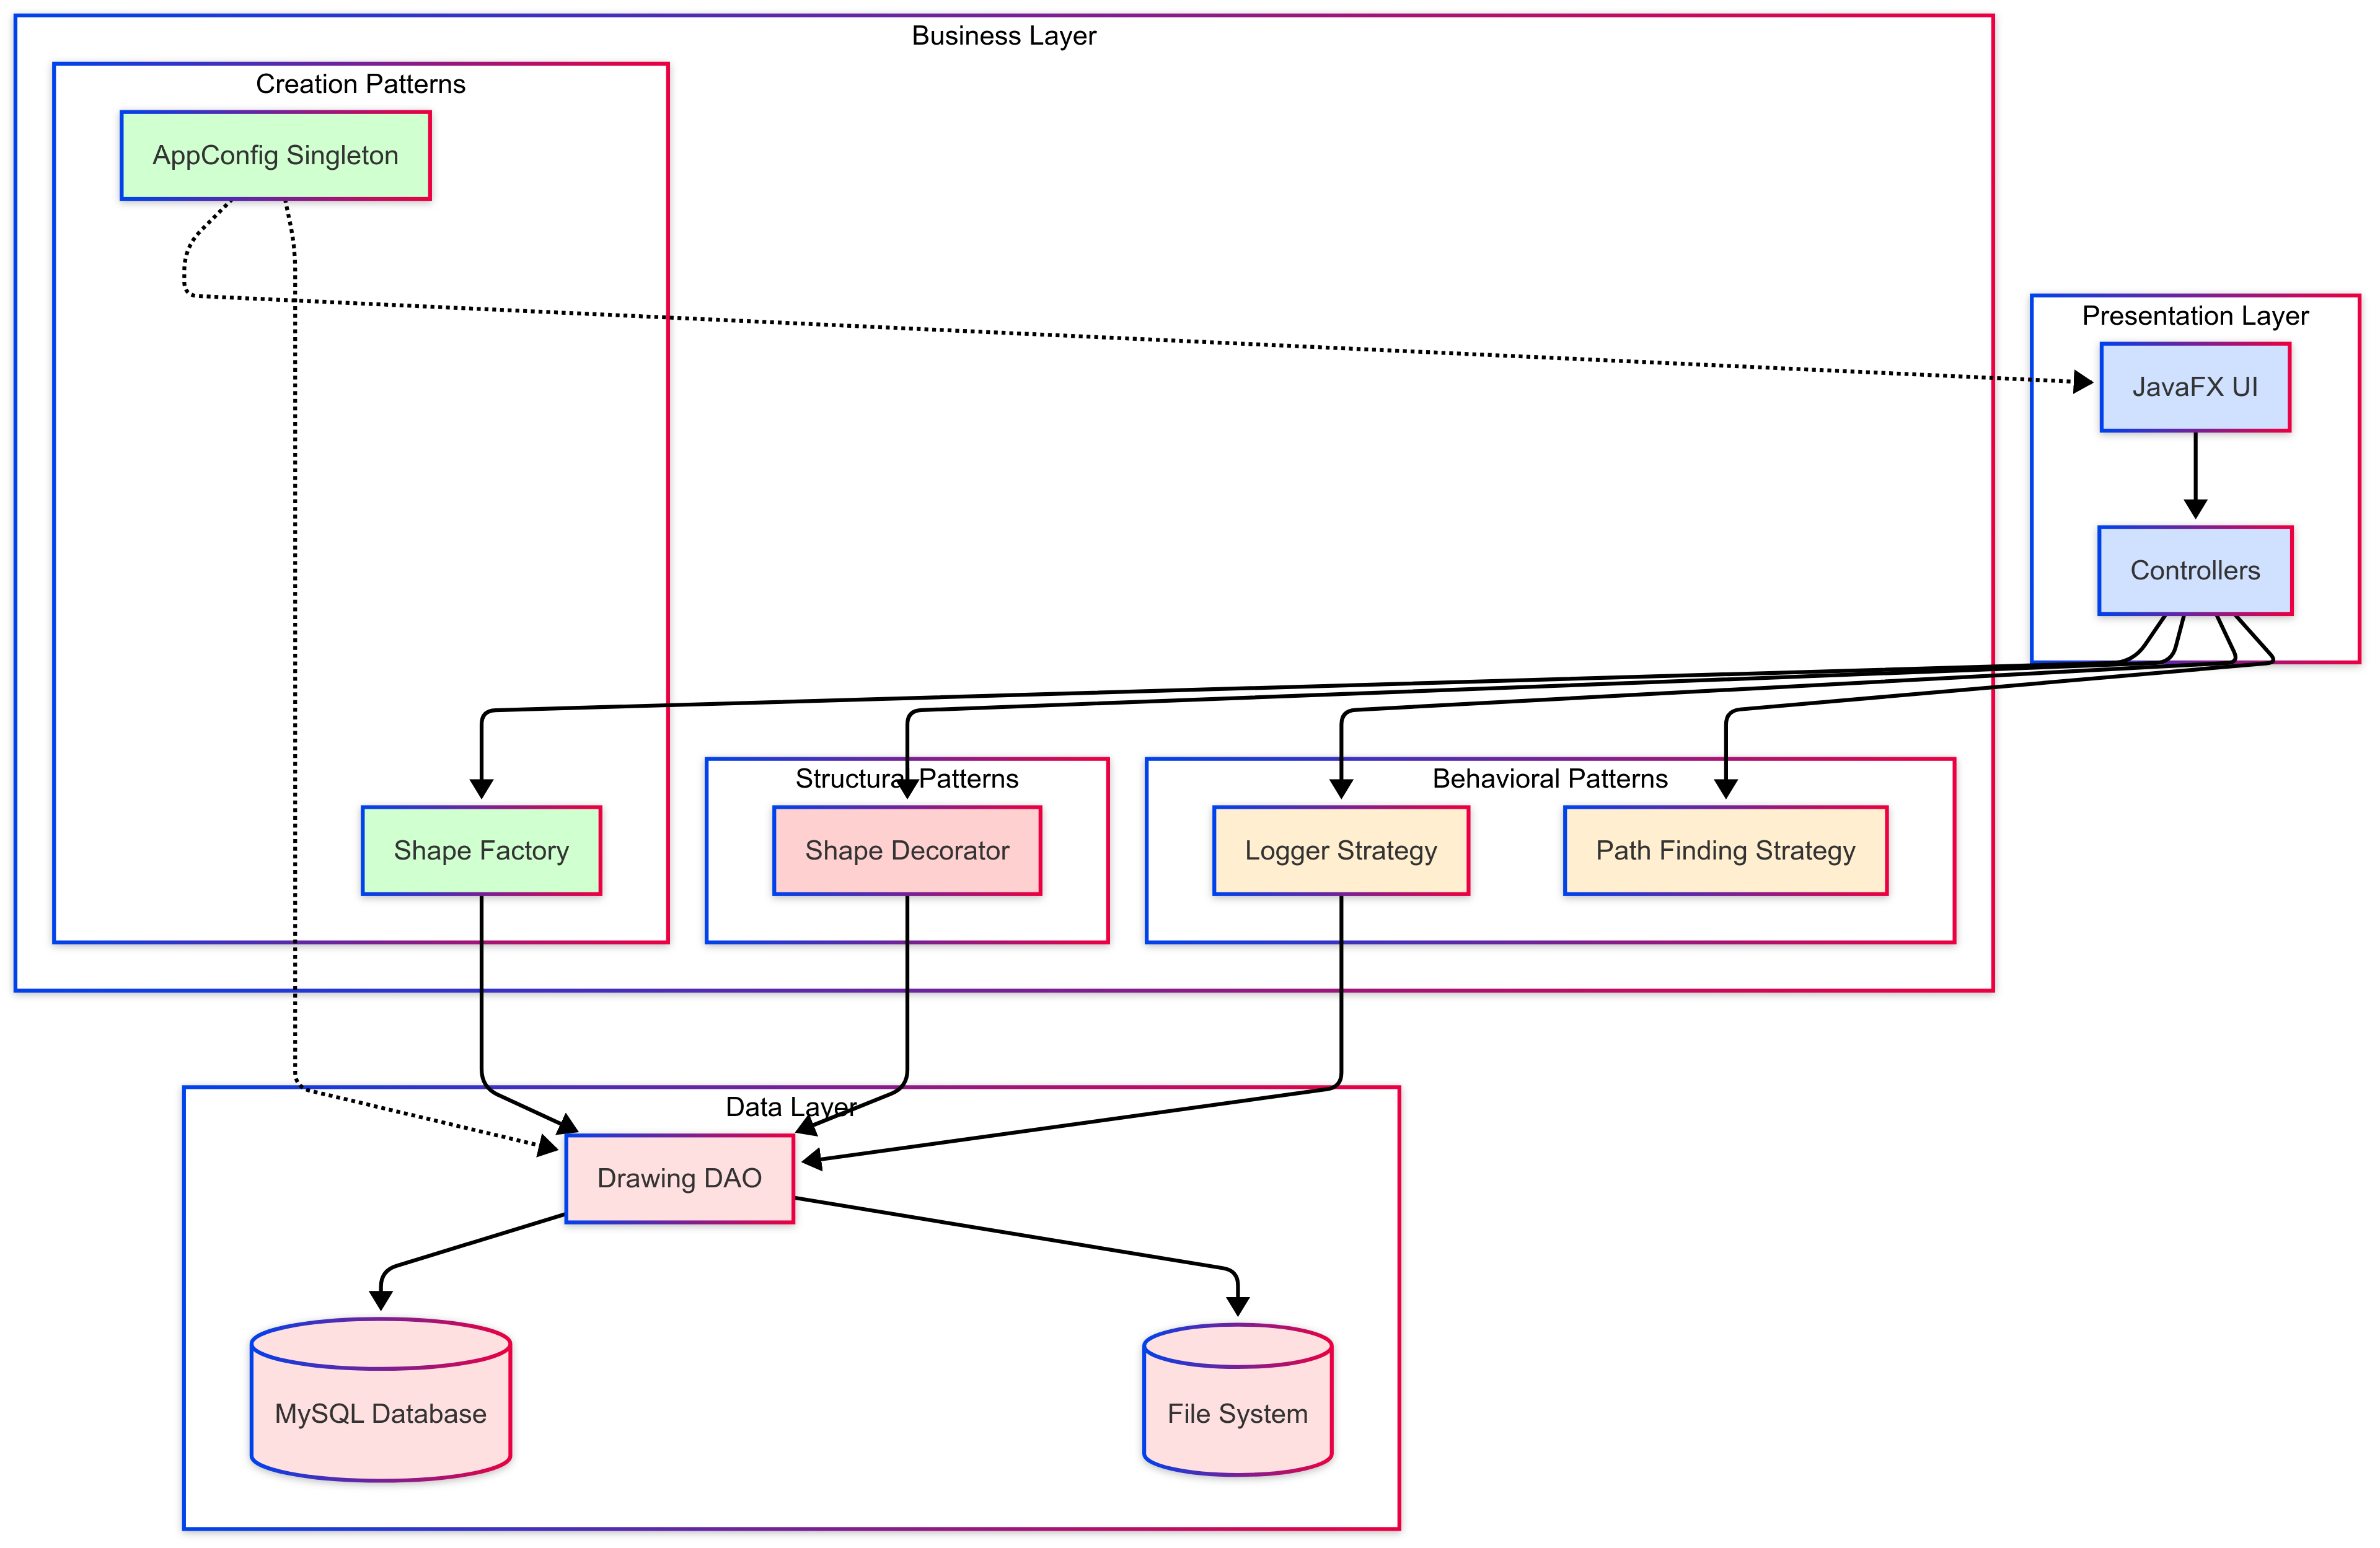 Business Layer
Creation Patterns
AppConfig Singleton
Presentation Layer
JavaFX UI
Controllers
Structural Patterns
Behavioral Patterns
Shape Factory
Shape Decorator
Logger Strategy
Path Finding Strategy
Data Layer
Drawing DAO
MySQL Database
File System